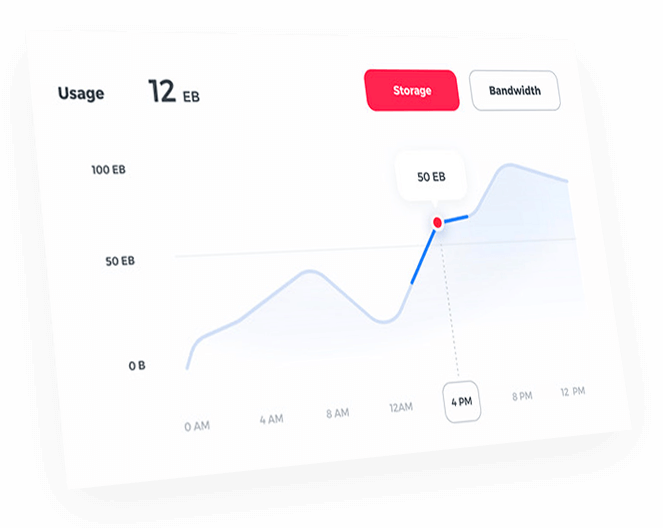 Usage 12 EB Storage Bandwidth
50 EB
100 EB
50 EB
0 B
0 AM 4 AM 8 AM 12AM 4 PM 8 PM 12 PM